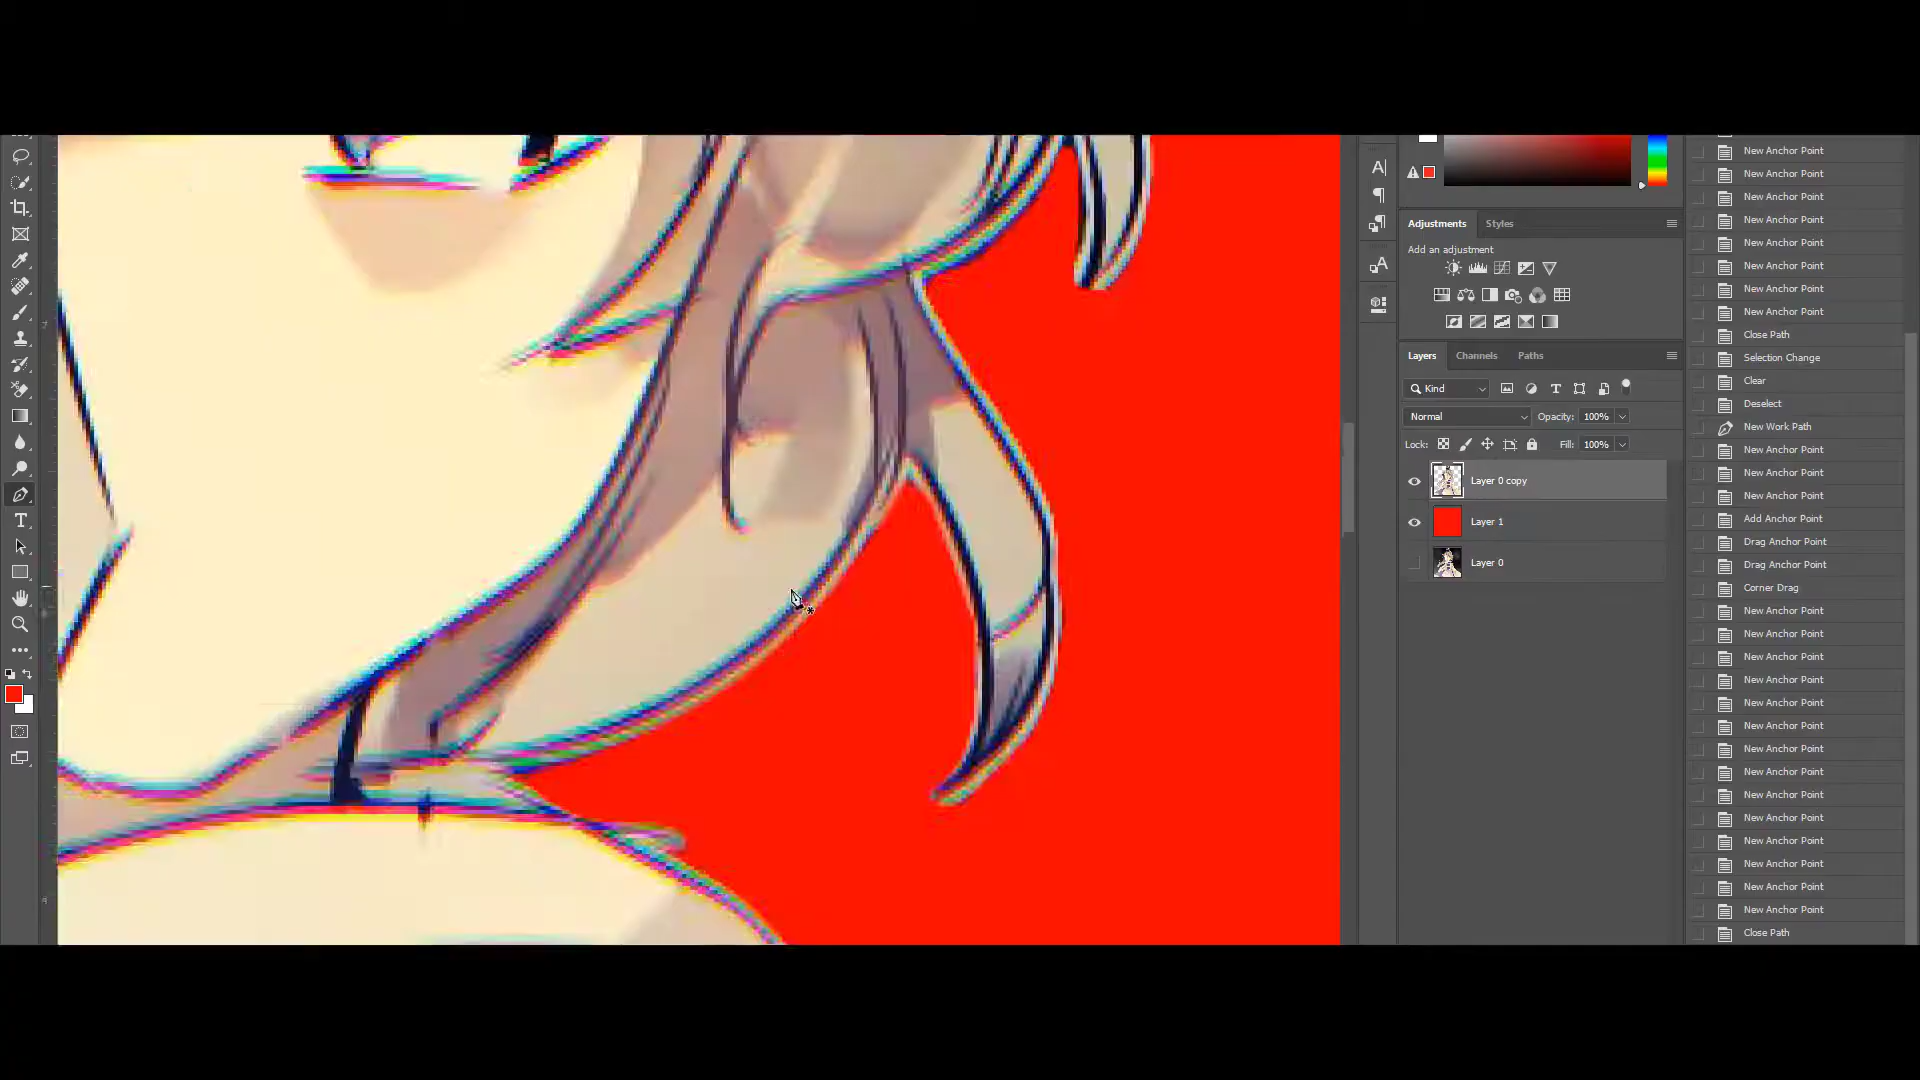 Adjustments Styles
Add an adjustment
Layers Channels Paths
Kind
Normal Opacity: 100%
Lock: Fill: 100%
Layer 0 copy
Layer 1
Layer 0
New Anchor Point
New Anchor Point
New Anchor Point
New Anchor Point
New Anchor Point
New Anchor Point
New Anchor Point
New Anchor Point
Close Path
Selection Change
Clear
Deselect
New Work Path
New Anchor Point
New Anchor Point
New Anchor Point
Add Anchor Point
Drag Anchor Point
Drag Anchor Point
Corner Drag
New Anchor Point
New Anchor Point
New Anchor Point
New Anchor Point
New Anchor Point
New Anchor Point
New Anchor Point
New Anchor Point
New Anchor Point
New Anchor Point
New Anchor Point
New Anchor Point
New Anchor Point
New Anchor Point
Close Path